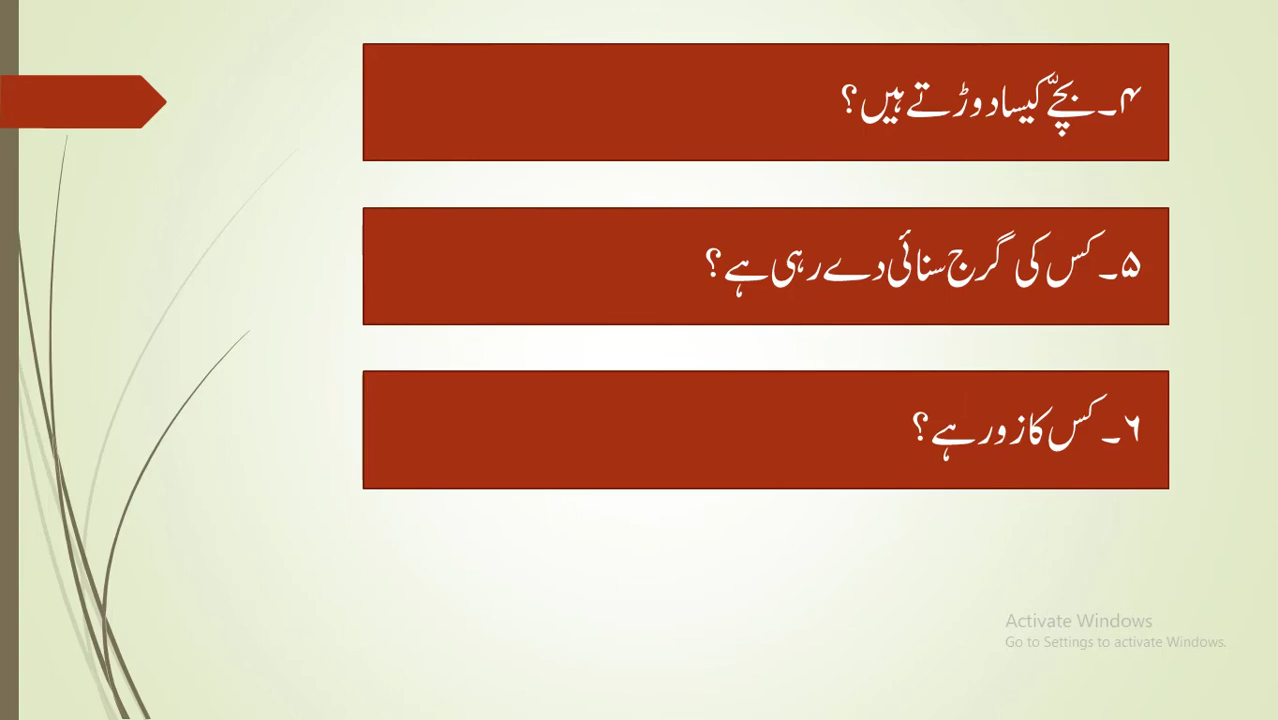 ۴۔ بچّے کیسا دوڑتے ہیں؟
۵۔ کس کی گرج سنائی دے رہی ہے؟
۶۔ کس کا زور ہے؟
Activate Windows
Go to Settings to activate Windows.